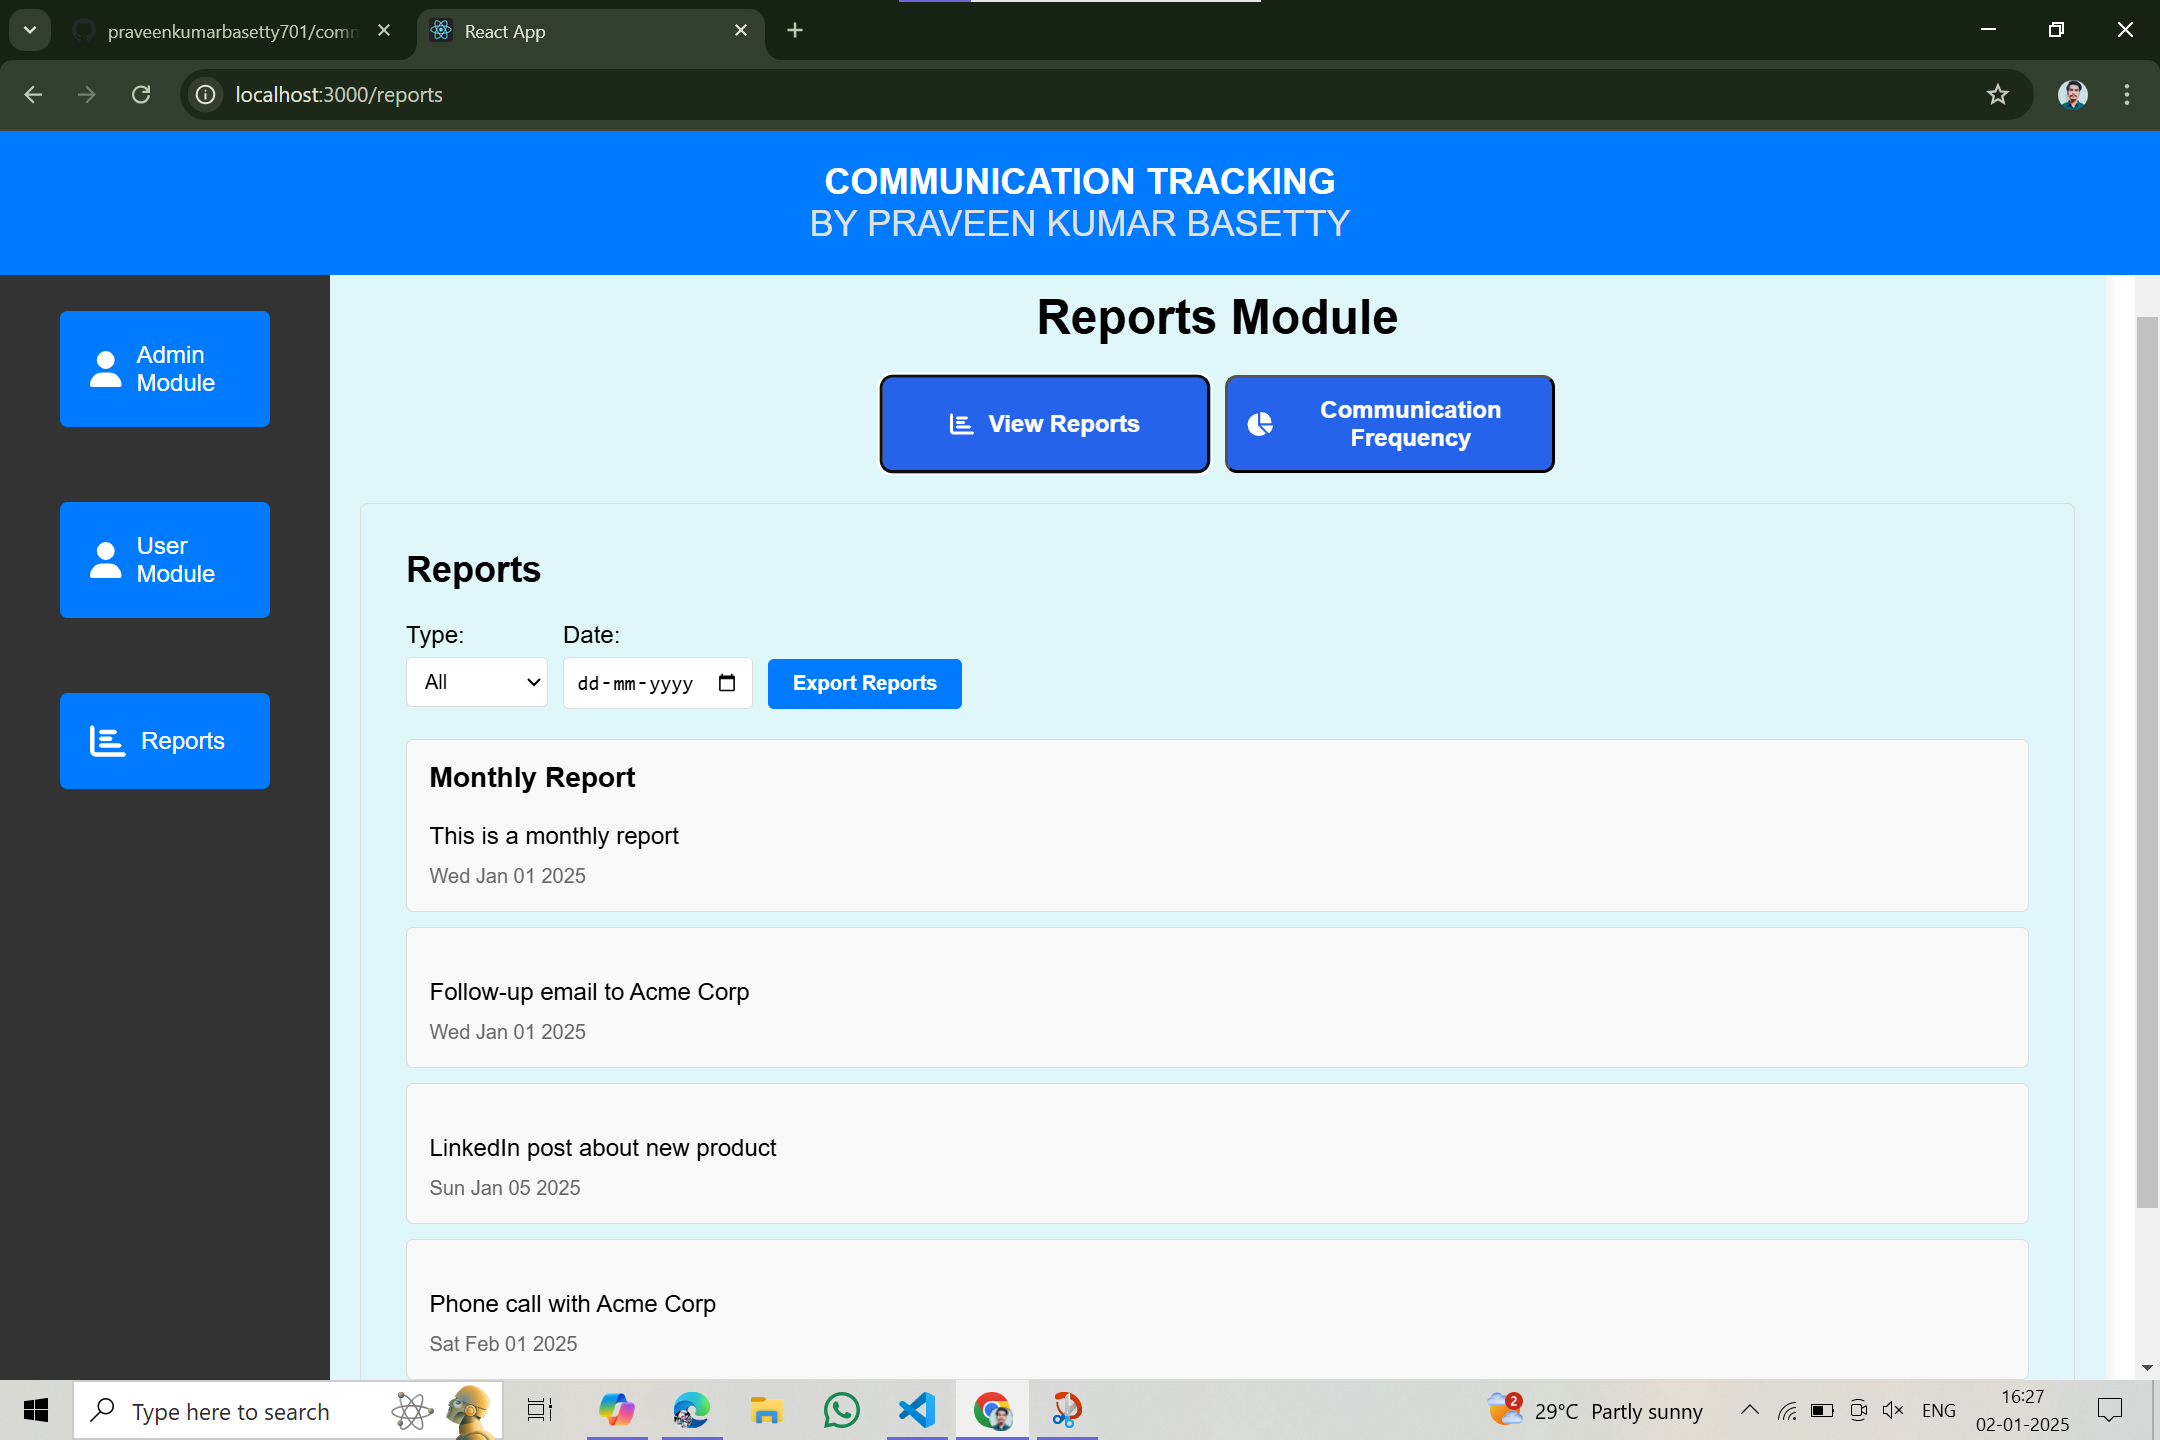 praveenkumarbasetty701/comm
React App
localhost:3000/reports
COMMUNICATION TRACKING
BY PRAVEEN KUMAR BASETTY
Admin
Module
User
Module
Reports
Reports Module
View Reports
Communication
Frequency
Reports
Type:
Date:
All
dd-mm-yyyy
Export Reports
Monthly Report
This is a monthly report
Wed Jan 01 2025
Follow-up email to Acme Corp
Wed Jan 01 2025
LinkedIn post about new product
Sun Jan 05 2025
Phone call with Acme Corp
Sat Feb 01 2025
Type here to search
2
29°C Partly sunny
ENG
16:27
02-01-2025